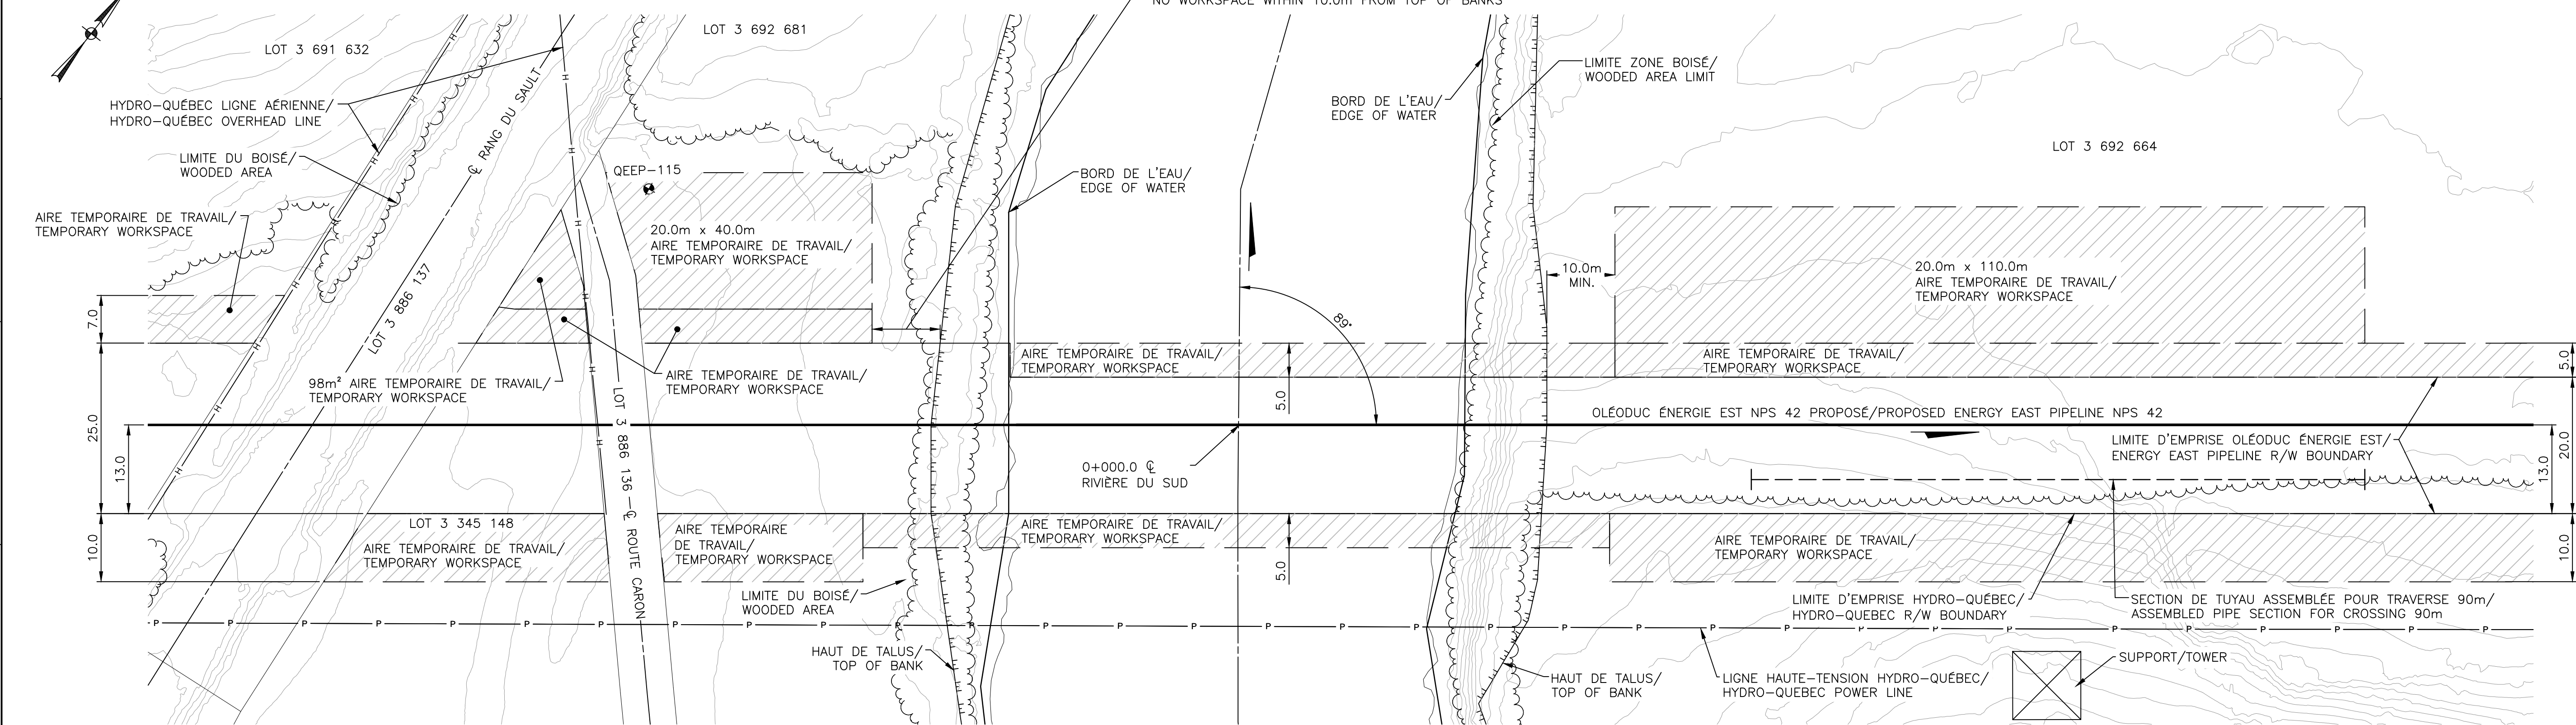 NO WORKSPACE WITHIN 10.0m FROM TOP OF BANKS
LOT 3 691 632
LOT 3 692 681
HYDRO-QUÉBEC LIGNE AÉRIENNE/
HYDRO-QUÉBEC OVERHEAD LINE
LIMITE DU BOISÉ/
WOODED AREA
AIRE TEMPORAIRE DE TRAVAIL/
TEMPORARY WORKSPACE
℄ RANG DU SAULT
LOT 3 886 137
QEEP-115
20.0m x 40.0m
AIRE TEMPORAIRE DE TRAVAIL/
TEMPORARY WORKSPACE
BORD DE L'EAU/
EDGE OF WATER
BORD DE L'EAU/
EDGE OF WATER
LIMITE ZONE BOISÉ/
WOODED AREA LIMIT
LOT 3 692 664
10.0m
MIN.
20.0m x 110.0m
AIRE TEMPORAIRE DE TRAVAIL/
TEMPORARY WORKSPACE
89°
7.0
25.0
13.0
10.0
98m² AIRE TEMPORAIRE DE TRAVAIL/
TEMPORARY WORKSPACE
AIRE TEMPORAIRE DE TRAVAIL/
TEMPORARY WORKSPACE
AIRE TEMPORAIRE DE TRAVAIL/
TEMPORARY WORKSPACE
5.0
AIRE TEMPORAIRE DE TRAVAIL/
TEMPORARY WORKSPACE
5.0
20.0
13.0
10.0
OLÉODUC ÉNERGIE EST NPS 42 PROPOSÉ/PROPOSED ENERGY EAST PIPELINE NPS 42
LIMITE D'EMPRISE OLÉODUC ÉNERGIE EST/
ENERGY EAST PIPELINE R/W BOUNDARY
0+000.0 ℄
RIVIÈRE DU SUD
LOT 3 886 136
℄ ROUTE CARON
LOT 3 345 148
AIRE TEMPORAIRE DE TRAVAIL/
TEMPORARY WORKSPACE
AIRE TEMPORAIRE
DE TRAVAIL/
TEMPORARY WORKSPACE
AIRE TEMPORAIRE DE TRAVAIL/
TEMPORARY WORKSPACE
5.0
AIRE TEMPORAIRE DE TRAVAIL/
TEMPORARY WORKSPACE
LIMITE DU BOISÉ/
WOODED AREA
LIMITE D'EMPRISE HYDRO-QUÉBEC/
HYDRO-QUEBEC R/W BOUNDARY
SECTION DE TUYAU ASSEMBLÉE POUR TRAVERSE 90m/
ASSEMBLED PIPE SECTION FOR CROSSING 90m
HAUT DE TALUS/
TOP OF BANK
HAUT DE TALUS/
TOP OF BANK
LIGNE HAUTE-TENSION HYDRO-QUÉBEC/
HYDRO-QUEBEC POWER LINE
SUPPORT/TOWER